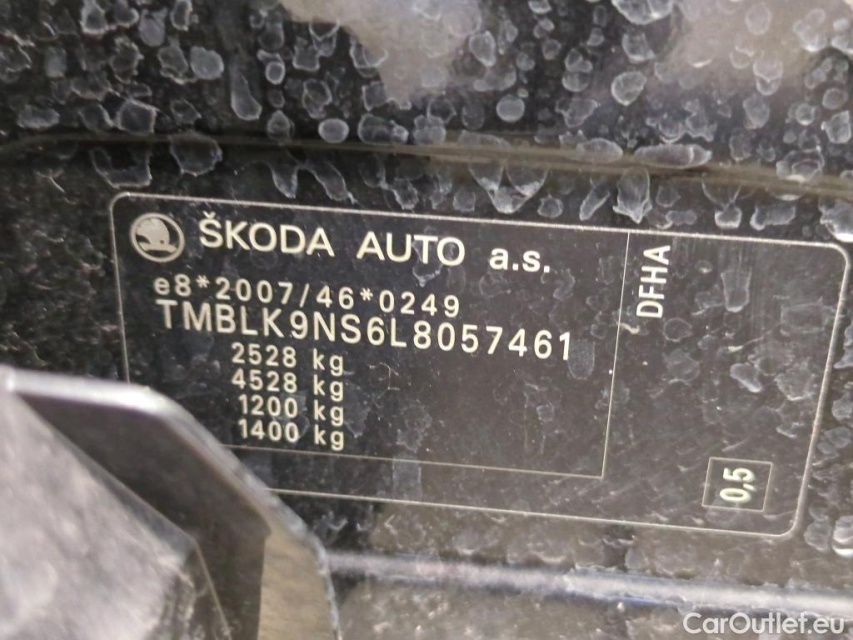 ŠKODA AUTO a.s.
e8*2007/46*0249
TMBLK9NS6L8057461
2528 kg
4528 kg
1200 kg
1400 kg
DFHA
0,5
CarOutlet.eu